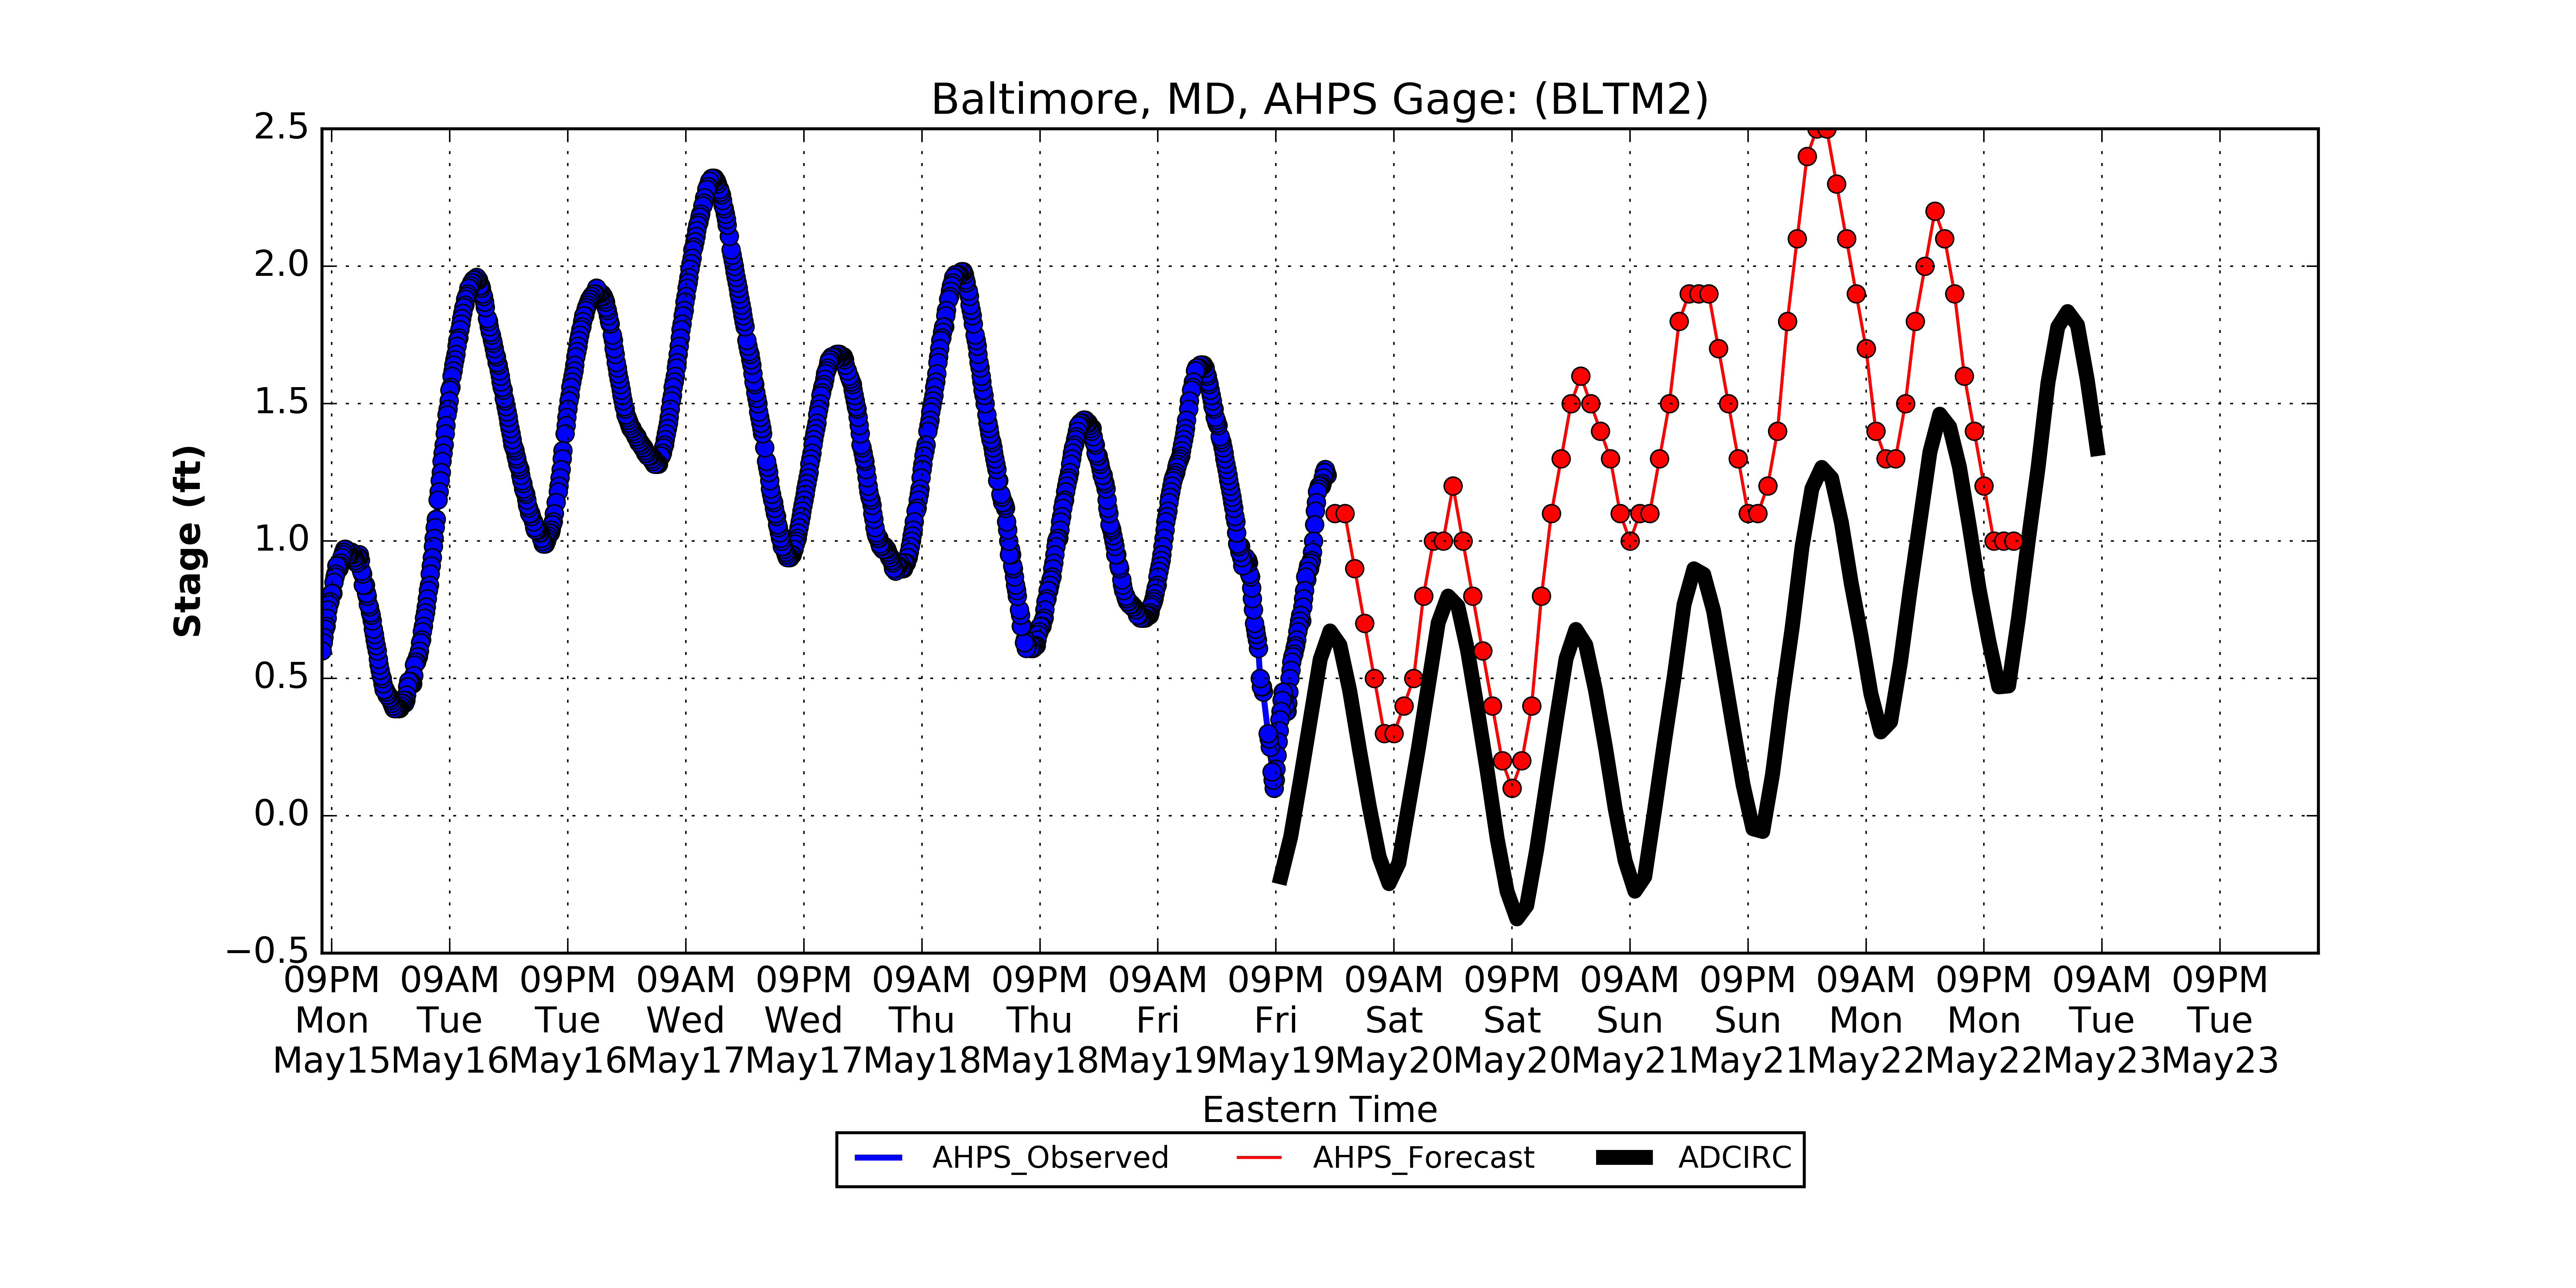 Baltimore, MD, AHPS Gage: (BLTM2)
2.5
2.0
1.5
1.0
0.5
0.0
−0.5
Stage (ft)
09PM 09AM 09PM 09AM 09PM 09AM 09PM 09AM 09PM 09AM 09PM 09AM 09PM 09AM 09PM 09AM 09PM
Mon Tue Tue Wed Wed Thu Thu Fri Fri Sat Sat Sun Sun Mon Mon Tue Tue
May15 May16 May16 May17 May17 May18 May18 May19 May19 May20 May20 May21 May21 May22 May22 May23 May23
Eastern Time
AHPS_Observed AHPS_Forecast ADCIRC